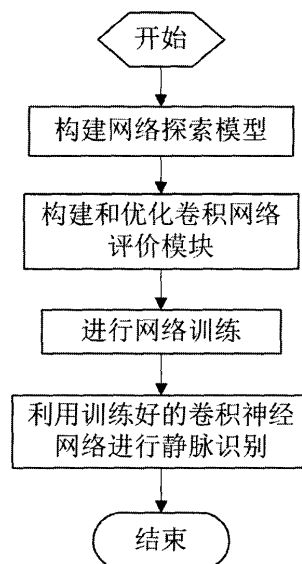 开始
构建网络探索模型
构建和优化卷积网络
评价模块
进行网络训练
利用训练好的卷积神经
网络进行静脉识别
结束